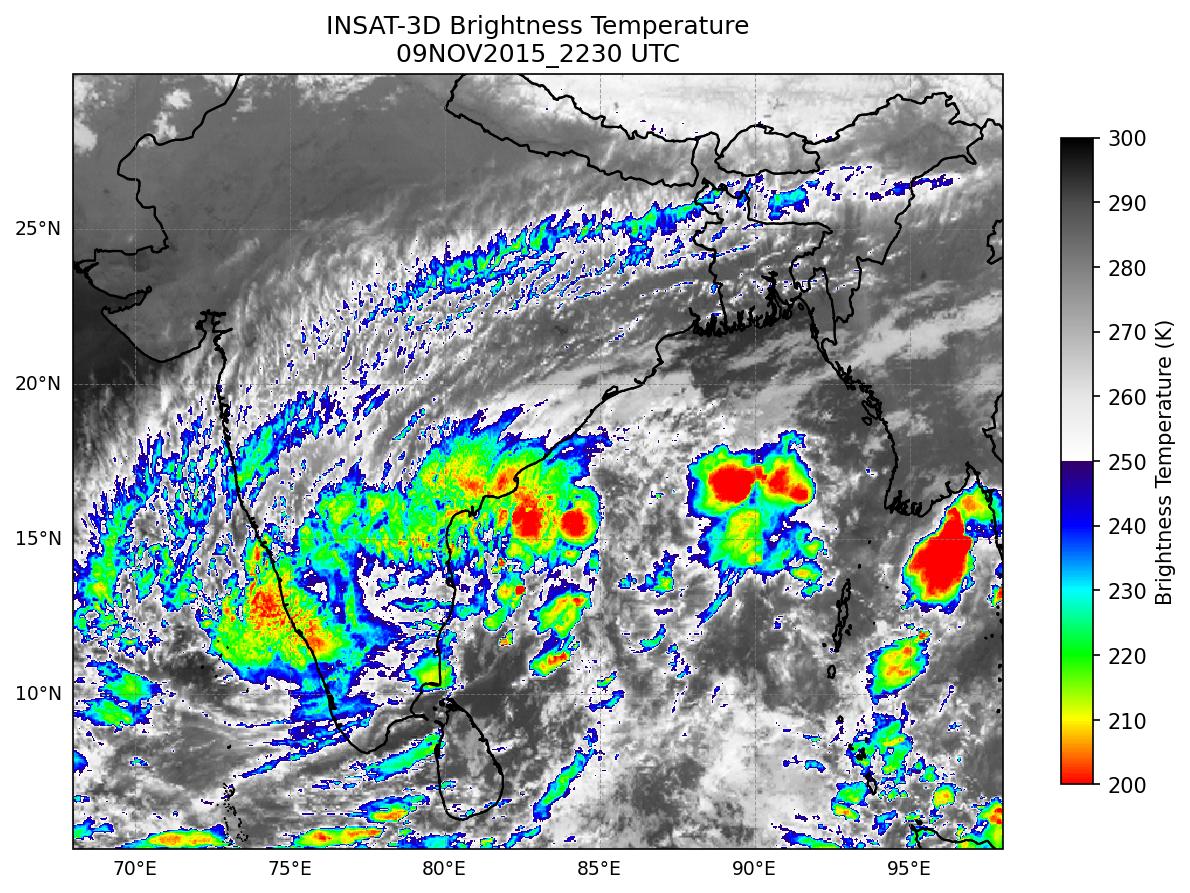 INSAT-3D Brightness Temperature
09NOV2015_2230 UTC
25°N
20°N
15°N
10°N
70°E
75°E
80°E
85°E
90°E
95°E
300
290
280
270
260
250
240
230
220
210
200
Brightness Temperature (K)